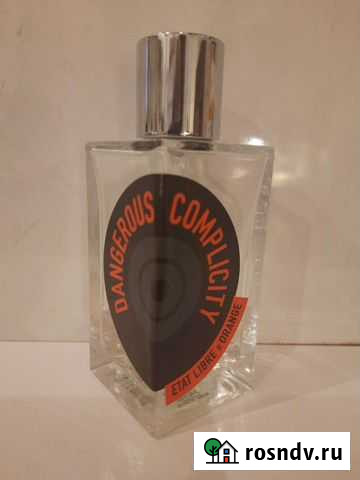 DANGEROUS COMPLICITY
ETAT LIBRE D'ORANGE
rosndv.ru